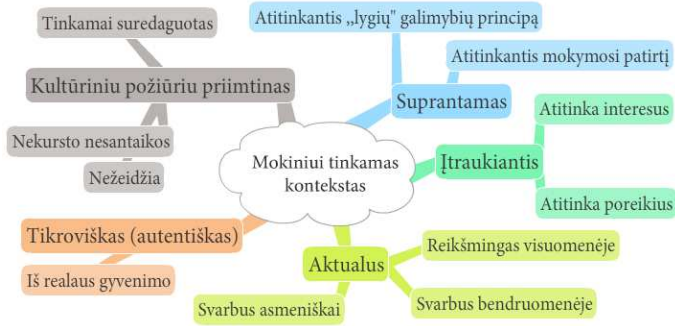 Tinkamai suredaguotas
Kultūriniu požiūriu priimtinas
Nekursto nesantaikos
Nežeidžia
Atitinkantis „lygių" galimybių principą
Atitinkantis mokymosi patirtį
Suprantamas
Mokiniui tinkamas
kontekstas
Atitinka interesus
Įtraukiantis
Atitinka poreikius
Tikroviškas (autentiškas)
Iš realaus gyvenimo
Aktualus
Reikšmingas visuomenėje
Svarbus asmeniškai
Svarbus bendruomenėje